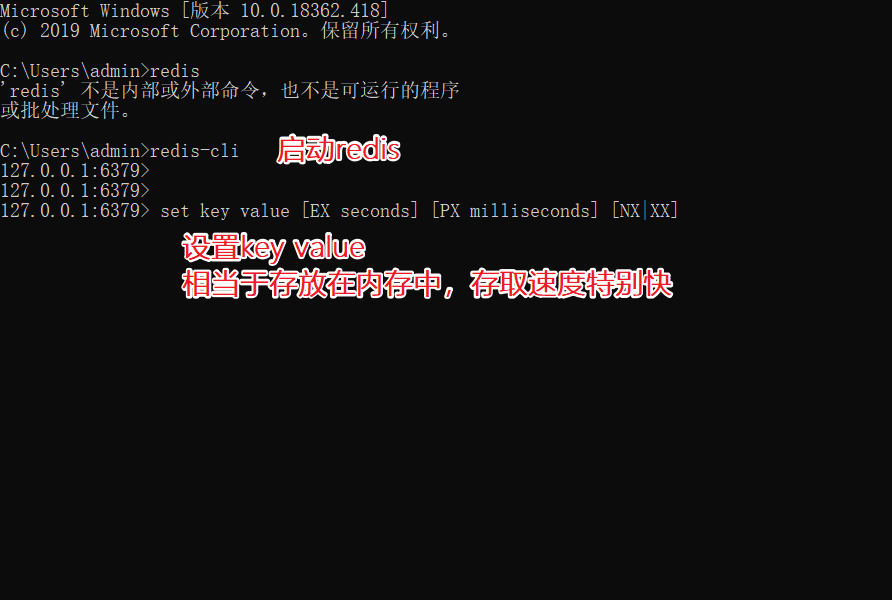 Microsoft Windows [版本 10.0.18362.418]
(c) 2019 Microsoft Corporation。保留所有权利。
C:\Users\admin>redis
'redis' 不是内部或外部命令，也不是可运行的程序
或批处理文件。
C:\Users\admin>redis-cli
启动redis
127.0.0.1:6379>
127.0.0.1:6379>
127.0.0.1:6379> set key value [EX seconds] [PX milliseconds] [NX|XX]
设置key value
相当于存放在内存中，存取速度特别快